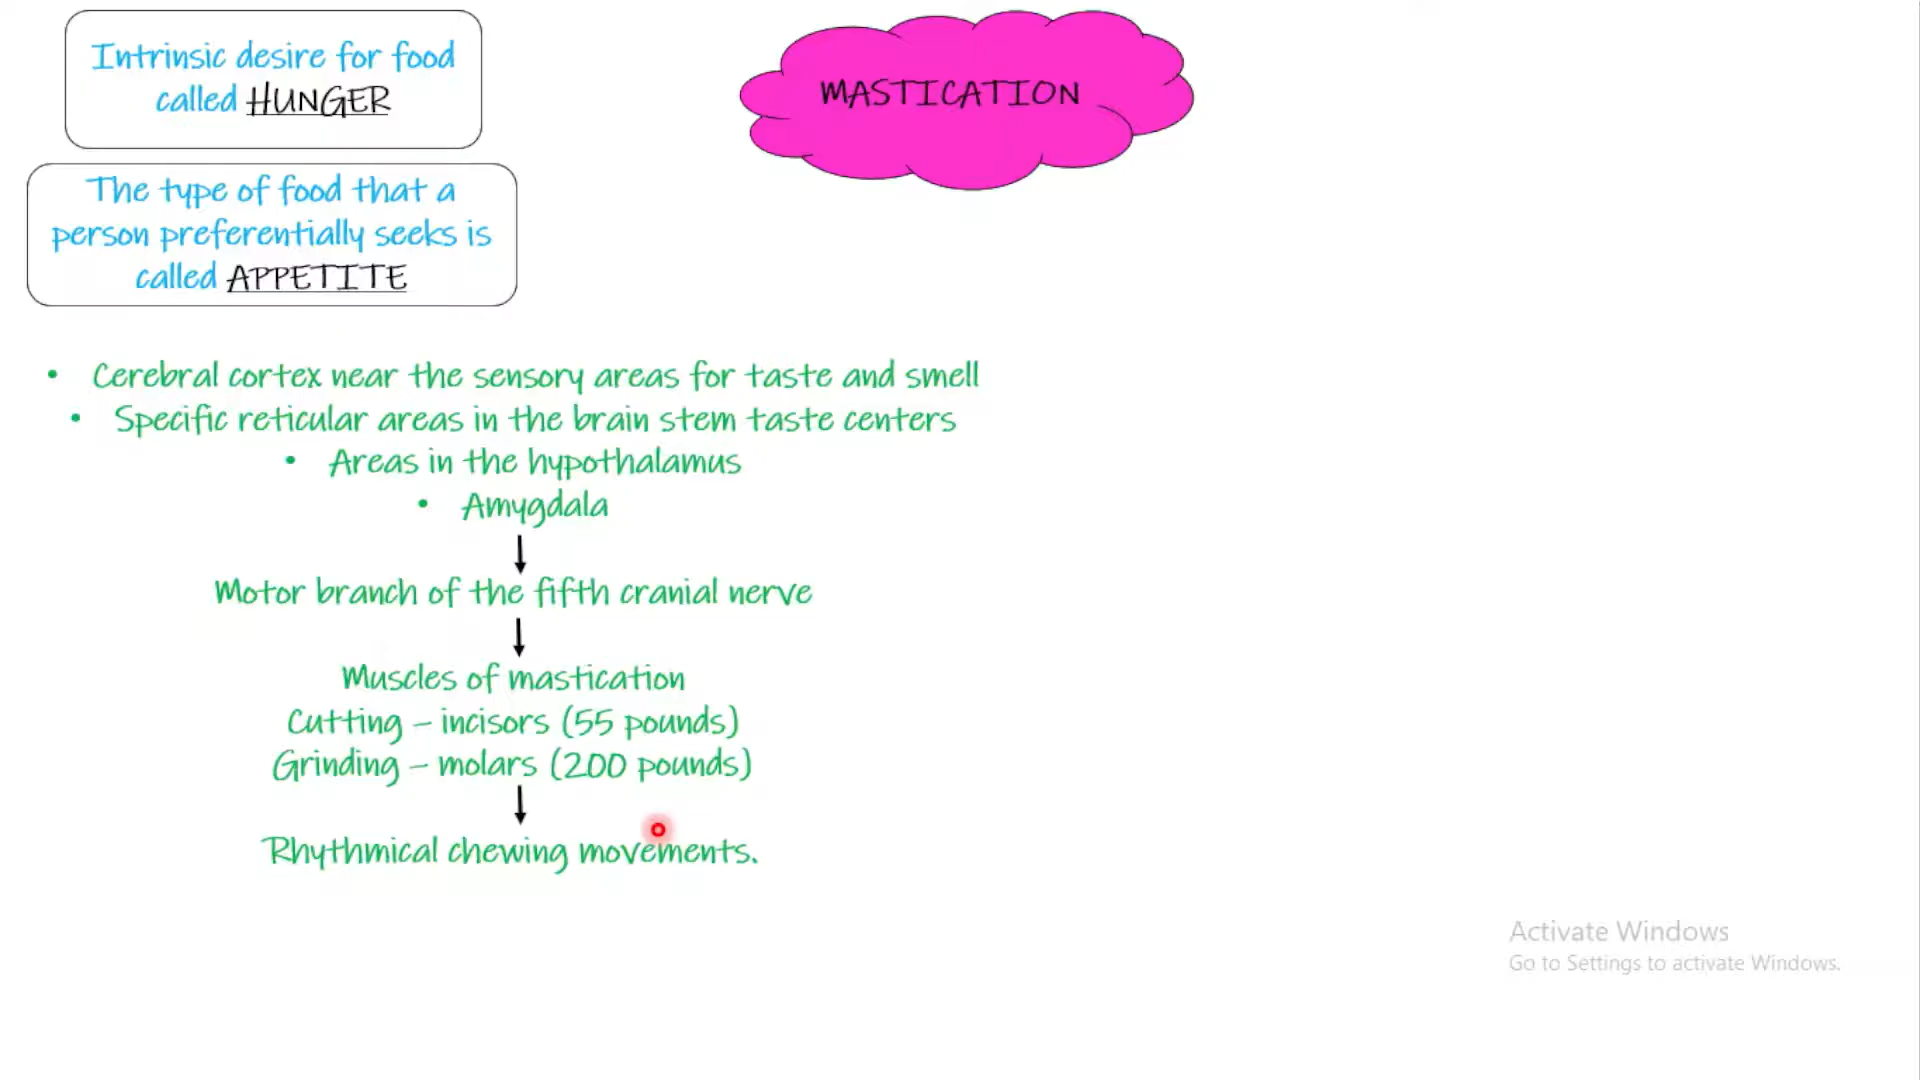 Intrinsic desire for food
called HUNGER
MASTICATION
The type of food that a
person preferentially seeks is
called APPETITE
• Cerebral cortex near the sensory areas for taste and smell
• Specific reticular areas in the brain stem taste centers
• Areas in the hypothalamus
• Amygdala
Motor branch of the fifth cranial nerve
Muscles of mastication
Cutting – incisors (55 pounds)
Grinding – molars (200 pounds)
Rhythmical chewing movements.
Activate Windows
Go to Settings to activate Windows.